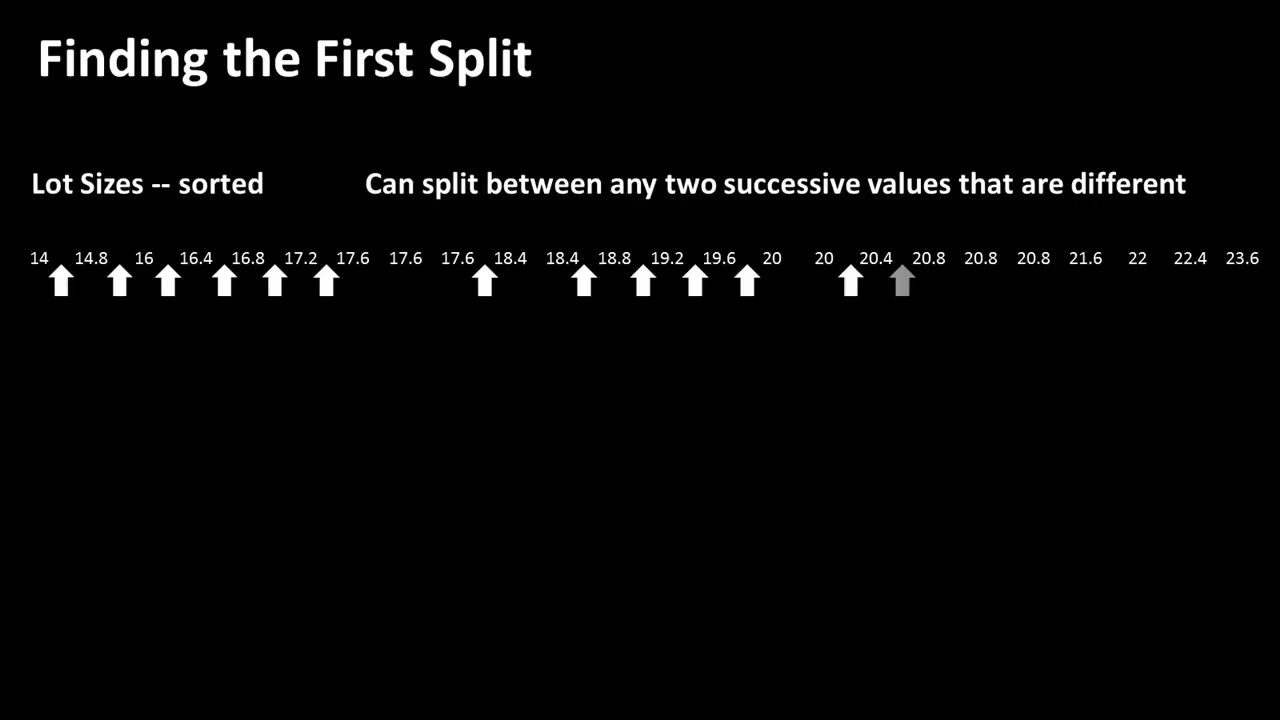 Finding the First Split
Lot Sizes -- sorted Can split between any two successive values that are different
14 14.8 16 16.4 16.8 17.2 17.6 17.6 17.6 18.4 18.4 18.8 19.2 19.6 20 20 20.4 20.8 20.8 20.8 21.6 22 22.4 23.6